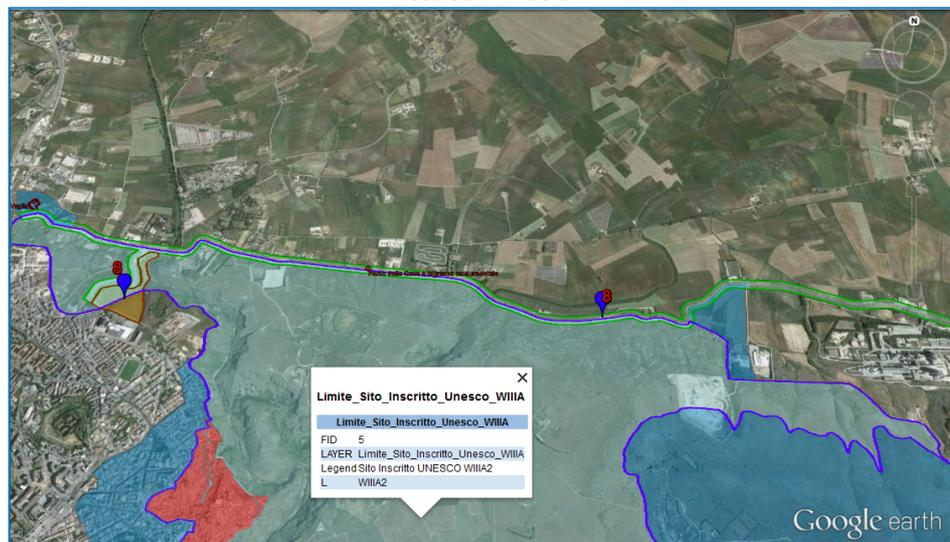 N
8
8
Limite_Sito_Inscritto_Unesco_WIIIA
Limite_Sito_Inscritto_Unesco_WIIIA
FID 5
LAYER Limite_Sito_Inscritto_Unesco_WIIIA
Legend Sito Inscritto UNESCO WIIIA2
L WIIIA2
Google earth